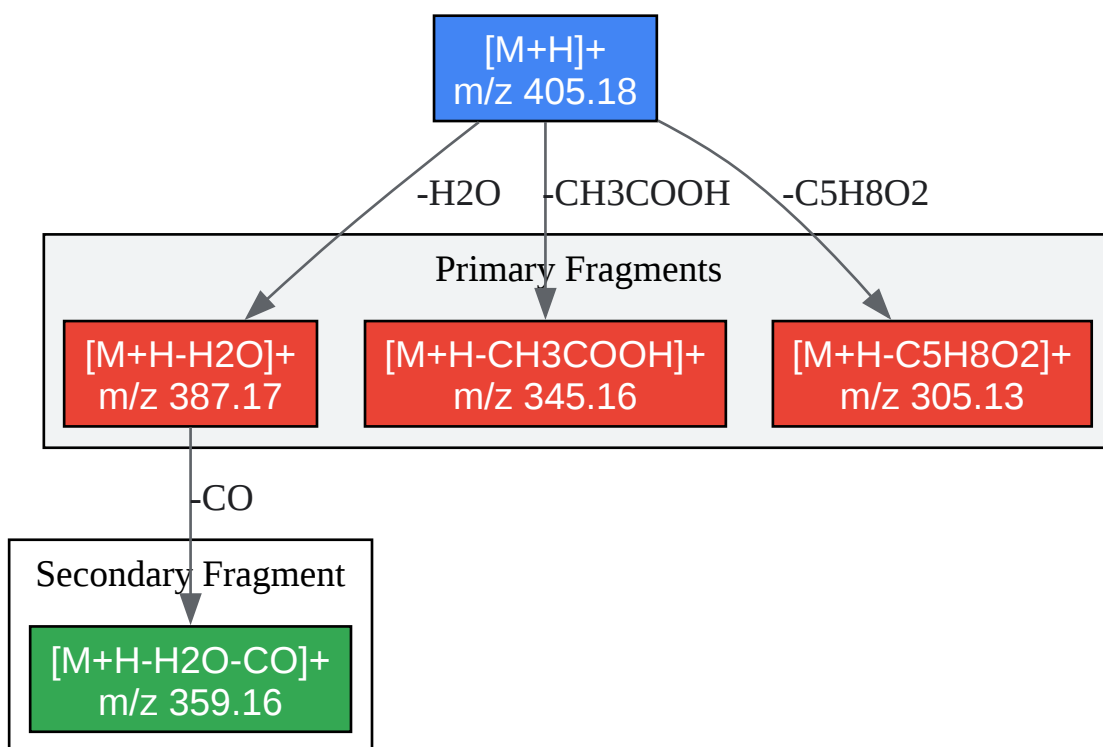 [M+H]+
m/z 405.18
-H2O
-CH3COOH
-C5H8O2
Primary Fragments
[M+H-H2O]+
m/z 387.17
[M+H-CH3COOH]+
m/z 345.16
[M+H-C5H8O2]+
m/z 305.13
-CO
Secondary Fragment
[M+H-H2O-CO]+
m/z 359.16